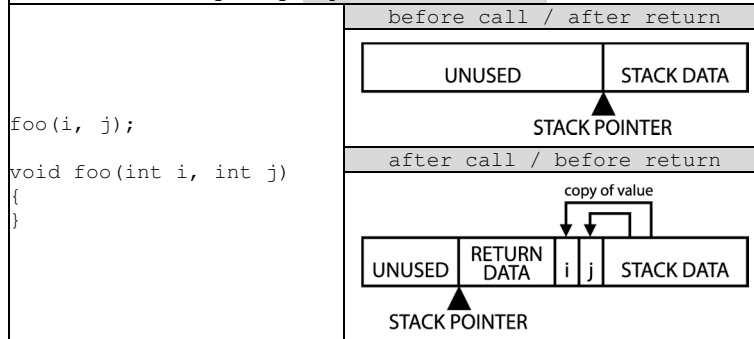 before call / after return
UNUSED STACK DATA
STACK POINTER
foo(i, j);
void foo(int i, int j)
{
}
after call / before return
copy of value
UNUSED RETURN DATA i j STACK DATA
STACK POINTER